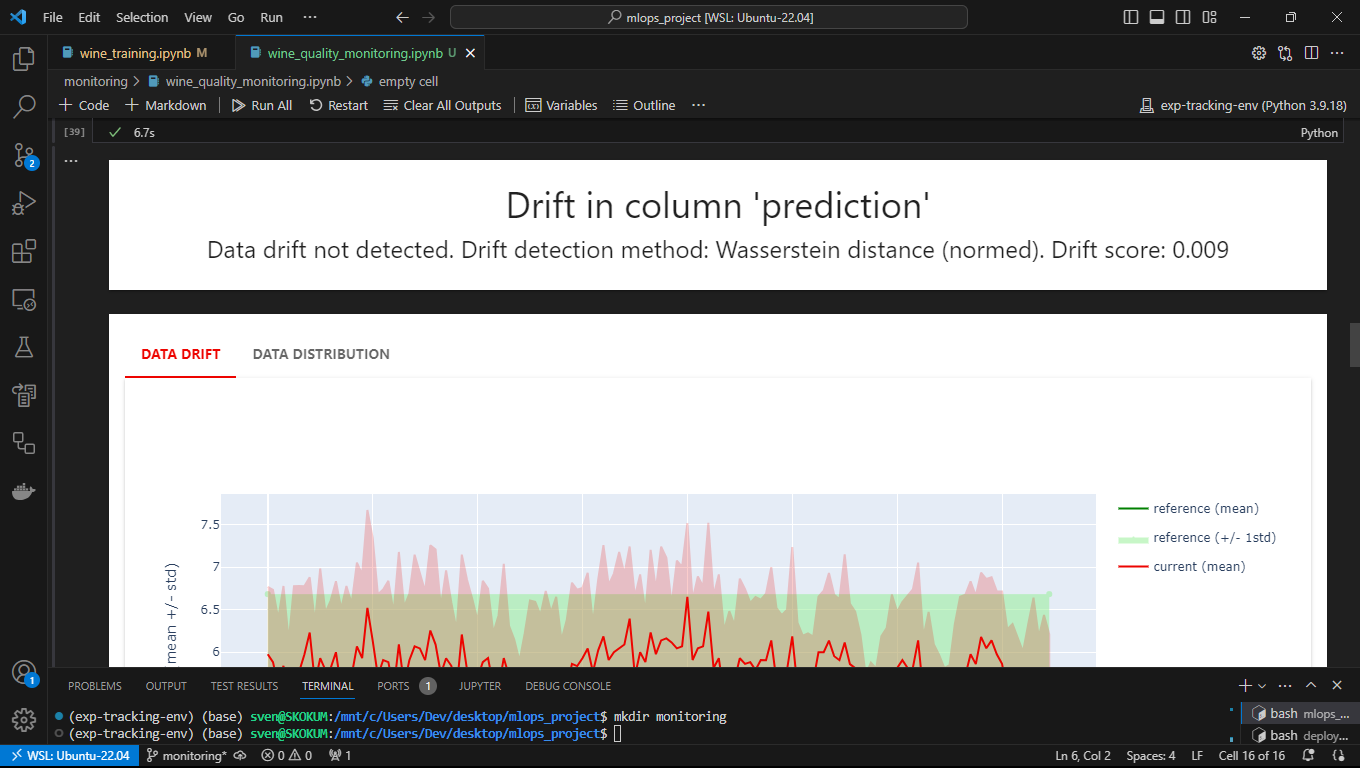 File Edit Selection View Go Run ··· mlops_project [WSL: Ubuntu-22.04]
wine_training.ipynb M wine_quality_monitoring.ipynb U
monitoring > wine_quality_monitoring.ipynb > empty cell
+ Code + Markdown Run All Restart Clear All Outputs Variables Outline ··· exp-tracking-env (Python 3.9.18)
[39] 6.7s Python
Drift in column 'prediction'
Data drift not detected. Drift detection method: Wasserstein distance (normed). Drift score: 0.009
DATA DRIFT DATA DISTRIBUTION
7.5
7
6.5
6
mean +/- std)
reference (mean)
reference (+/- 1std)
current (mean)
2
1
PROBLEMS OUTPUT TEST RESULTS TERMINAL PORTS 1 JUPYTER DEBUG CONSOLE
(exp-tracking-env) (base) sven@SKOKUM:/mnt/c/Users/Dev/desktop/mlops_project$ mkdir monitoring
(exp-tracking-env) (base) sven@SKOKUM:/mnt/c/Users/Dev/desktop/mlops_project$
bash mlops_...
bash deploy...
WSL: Ubuntu-22.04 monitoring* 0 0 1 Ln 6, Col 2 Spaces: 4 LF Cell 16 of 16